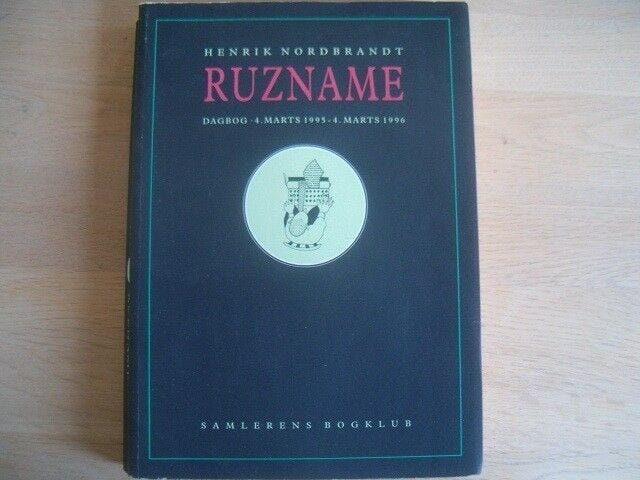 HENRIK NORDBRANDT
RUZNAME
DAGBOG · 4. MARTS 1995 - 4. MARTS 1996
SAMLERENS BOGKLUB